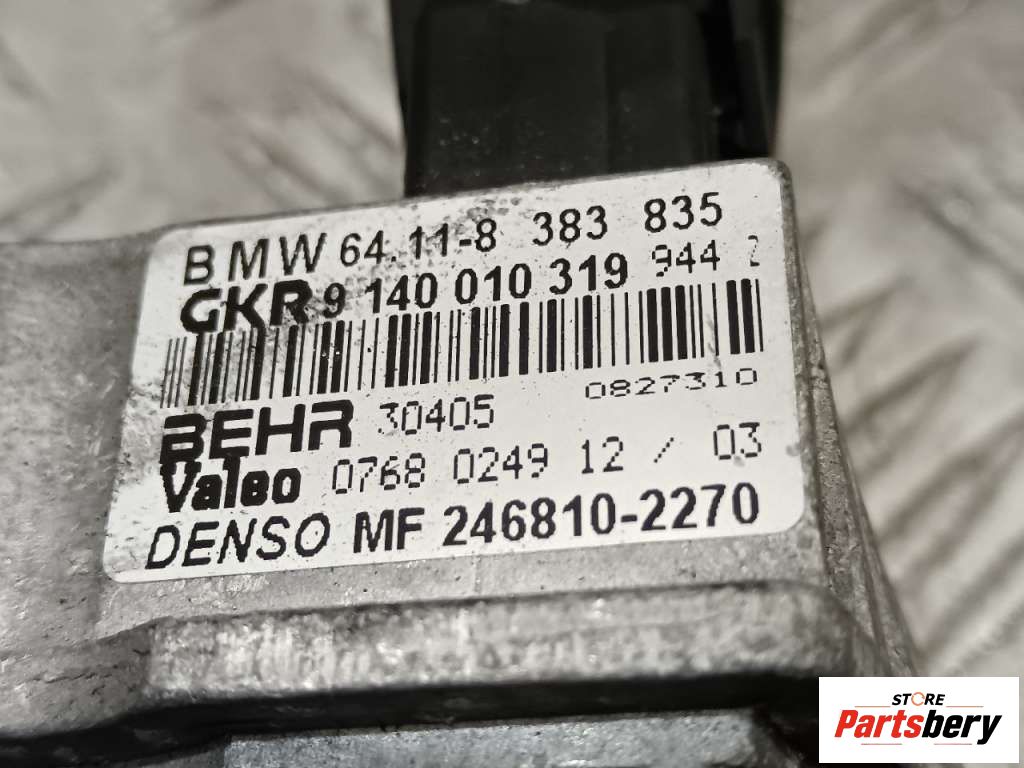 BMW 64.11-8 383 835
GKR 9 140 010 319 944 2
0827310
BEHR 30405
Valeo 0768 0249 12 / 03
DENSO MF 246810-2270
STORE
Partsbery